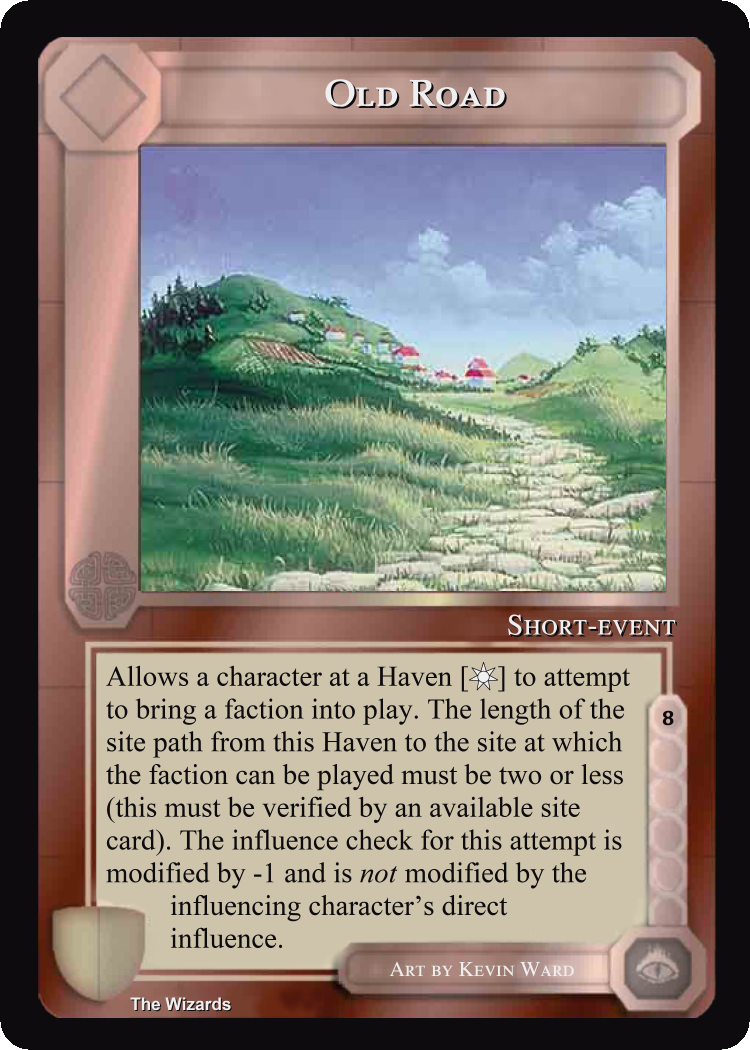 Old Road
Short-event
Allows a character at a Haven [] to attempt
to bring a faction into play. The length of the
site path from this Haven to the site at which
the faction can be played must be two or less
(this must be verified by an available site
card). The influence check for this attempt is
modified by -1 and is not modified by the
influencing character's direct
influence.
8
Art by Kevin Ward
The Wizards